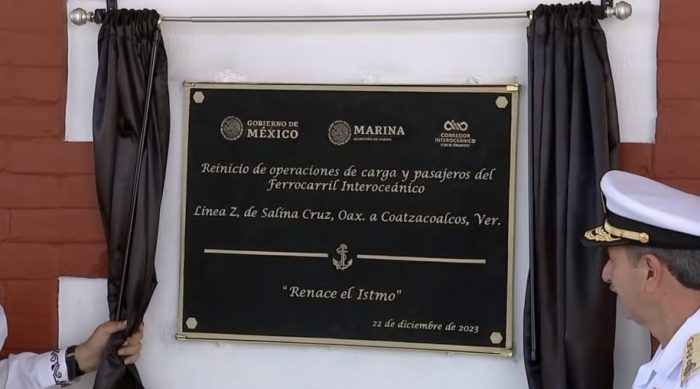 GOBIERNO DE
MÉXICO
MARINA
SECRETARÍA DE MARINA
CORREDOR
INTEROCEÁNICO
Reinicio de operaciones de carga y pasajeros del
Ferrocarril Interoceánico
Línea Z, de Salina Cruz, Oax. a Coatzacoalcos, Ver.
“Renace el Istmo”
22 de diciembre de 2023